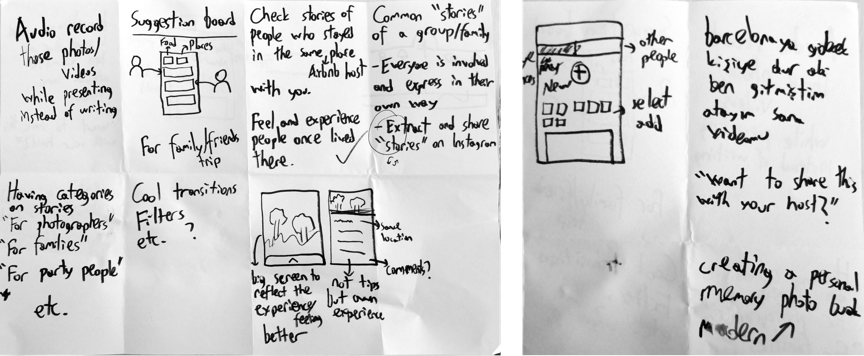 Audio record
those photos/
videos
while presenting
instead of writing
Suggestion board
Food
Places
For family/friends
trip
Check stories of
people who stayed
in the same place
Airbnb host
with you.
Feel and experience
people once lived
there.
Common "stories"
of a group/family
- Everyone is involved
and express in their
own way
- Extract and share
"stories" on Instagram
Having categories
on stories
"For photographers"
"For families"
"For party people"
etc.
Cool transitions
Filters
etc. ?
same
location
comments?
big screen to
reflect the
experience/
feeling
better
not tips
but own
experience
other
people
New
select
add
barcelonaya gidecek
kişiye dur abi
ben gitmiştim
atayım sana
videomu
"Want to share this
with your host?"
creating a personal
memory photo book
modern